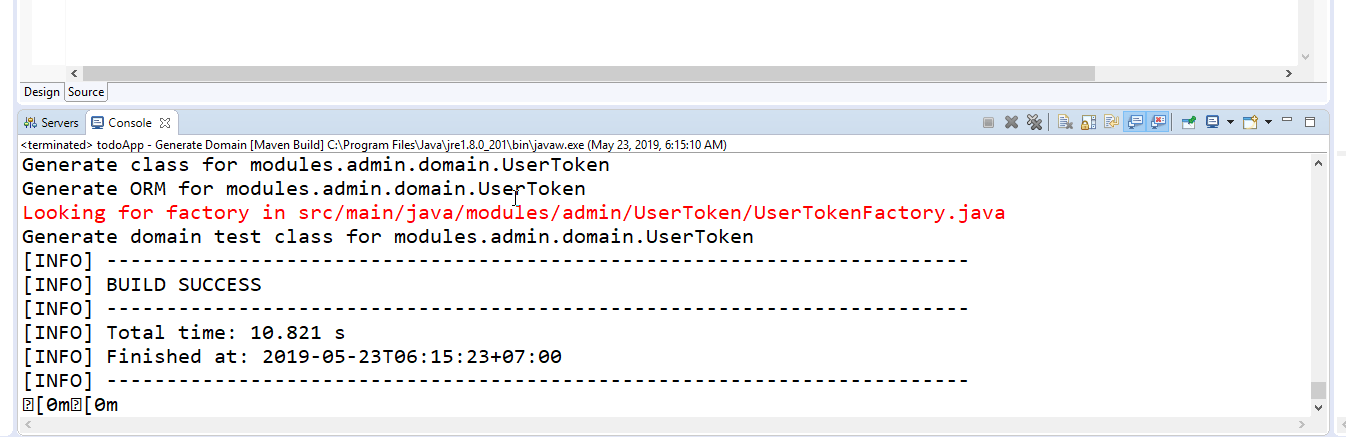 Design Source
Servers Console
<terminated> todoApp - Generate Domain [Maven Build] C:\Program Files\Java\jre1.8.0_201\bin\javaw.exe (May 23, 2019, 6:15:10 AM)
Generate class for modules.admin.domain.UserToken
Generate ORM for modules.admin.domain.UserToken
Looking for factory in src/main/java/modules/admin/UserToken/UserTokenFactory.java
Generate domain test class for modules.admin.domain.UserToken
[INFO] ------------------------------------------------------------------------
[INFO] BUILD SUCCESS
[INFO] ------------------------------------------------------------------------
[INFO] Total time: 10.821 s
[INFO] Finished at: 2019-05-23T06:15:23+07:00
[INFO] ------------------------------------------------------------------------
[0m[0m